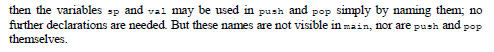 then the variables sp and val may be used in push and pop simply by naming them; no
further declarations are needed. But these names are not visible in main, nor are push and pop
themselves.